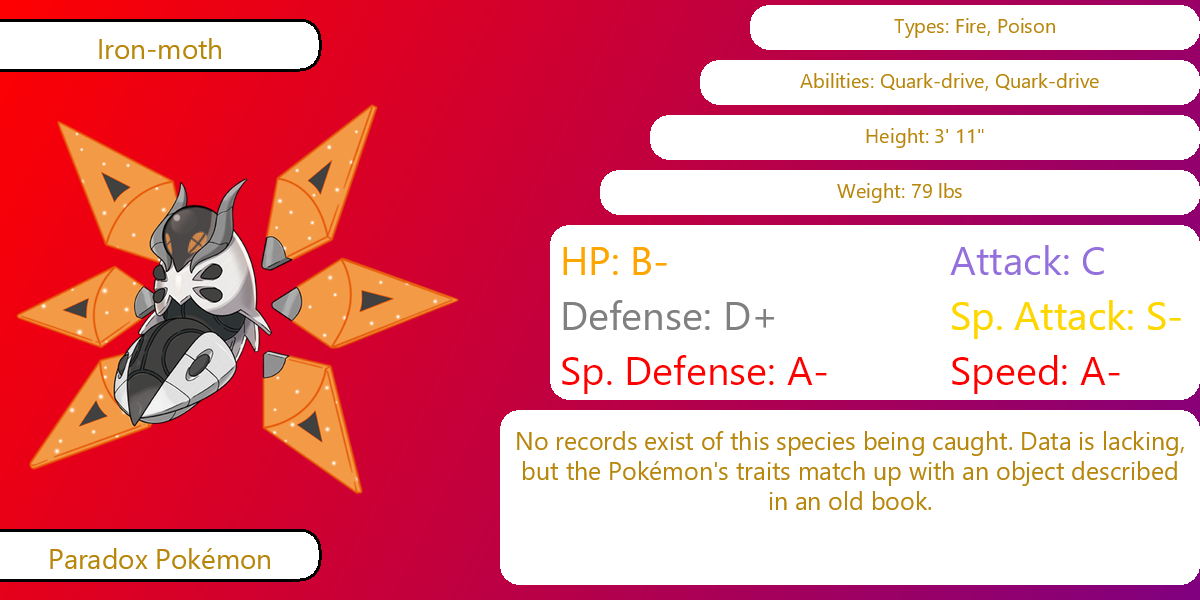 Iron-moth
Types: Fire, Poison
Abilities: Quark-drive, Quark-drive
Height: 3' 11"
Weight: 79 lbs
HP: B-
Attack: C
Defense: D+
Sp. Attack: S-
Sp. Defense: A-
Speed: A-
No records exist of this species being caught. Data is lacking,
but the Pokémon's traits match up with an object described
in an old book.
Paradox Pokémon